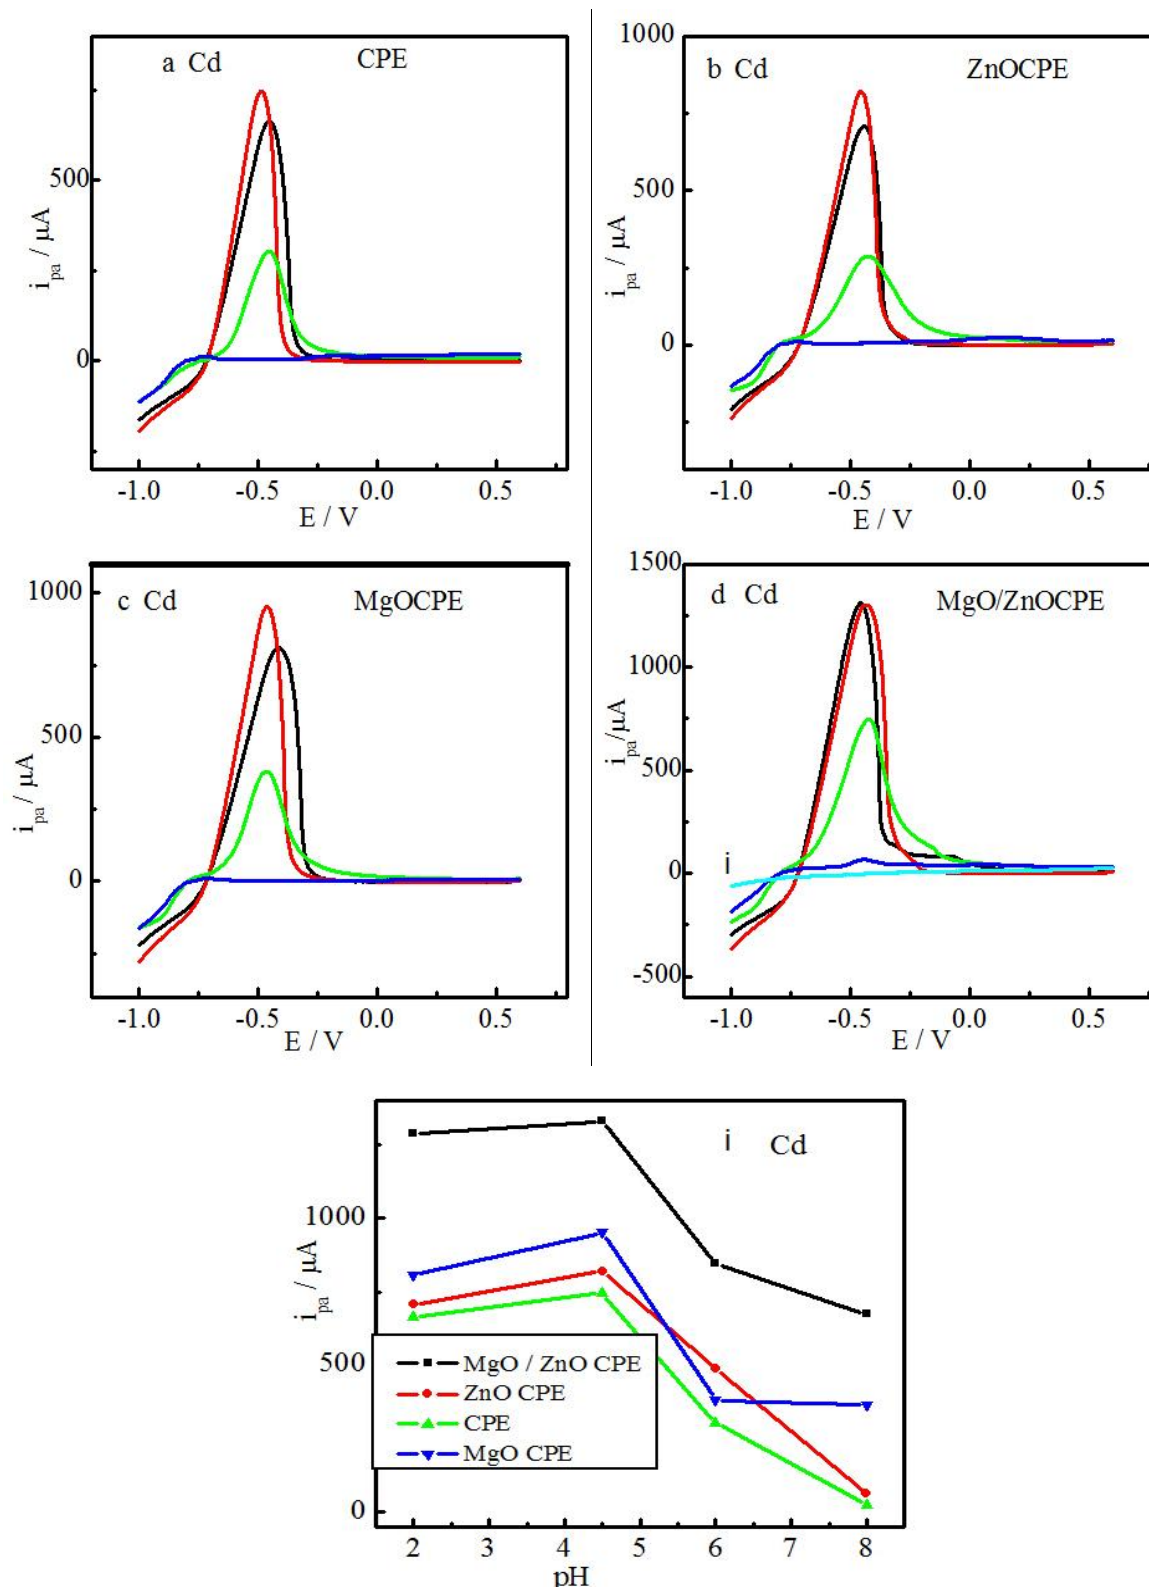 a Cd CPE
500
0
i_pa / μA
-1.0 -0.5 0.0 0.5
E / V
b Cd ZnOCPE
1000
500
0
i_pa / μA
-1.0 -0.5 0.0 0.5
E / V
c Cd MgOCPE
1000
500
0
i_pa / μA
-1.0 -0.5 0.0 0.5
E / V
d Cd MgO/ZnOCPE
1500
1000
500
0
-500
i_pa /μA
i
-1.0 -0.5 0.0 0.5
E / V
i Cd
1000
500
0
i_pa / μA
MgO / ZnO CPE
ZnO CPE
CPE
MgO CPE
2 3 4 5 6 7 8
pH